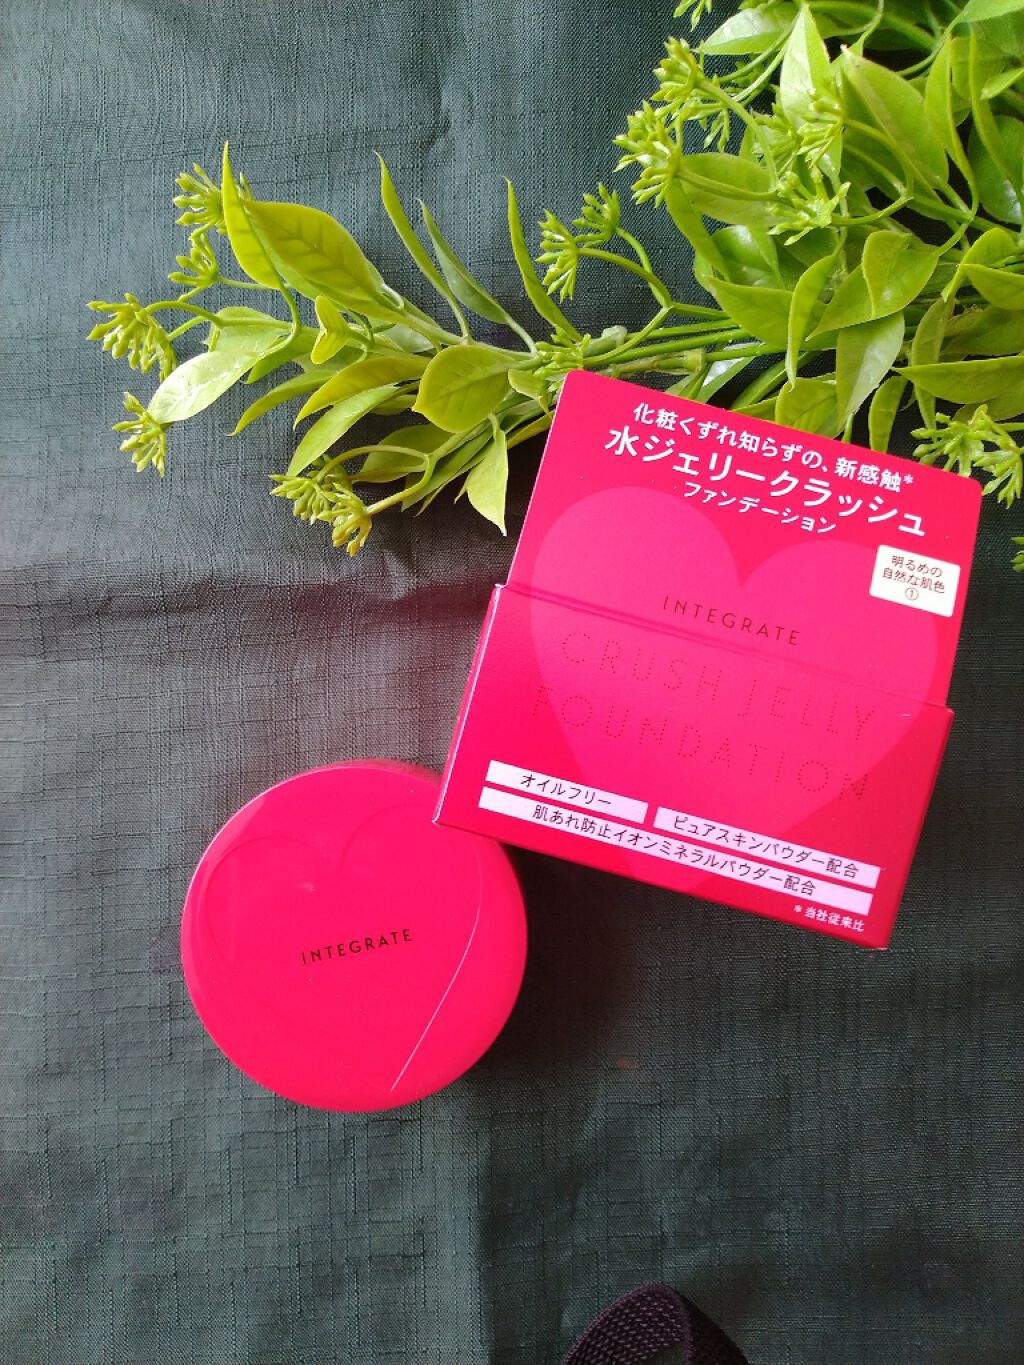 化粧くずれ知らずの、新感触*
水ジェリークラッシュ
ファンデーション
明るめの
自然な肌色
①
INTEGRATE
CRUSH JELLY
FOUNDATION
オイルフリー
ピュアスキンパウダー配合
肌あれ防止イオンミネラルパウダー配合
*当社従来比
INTEGRATE